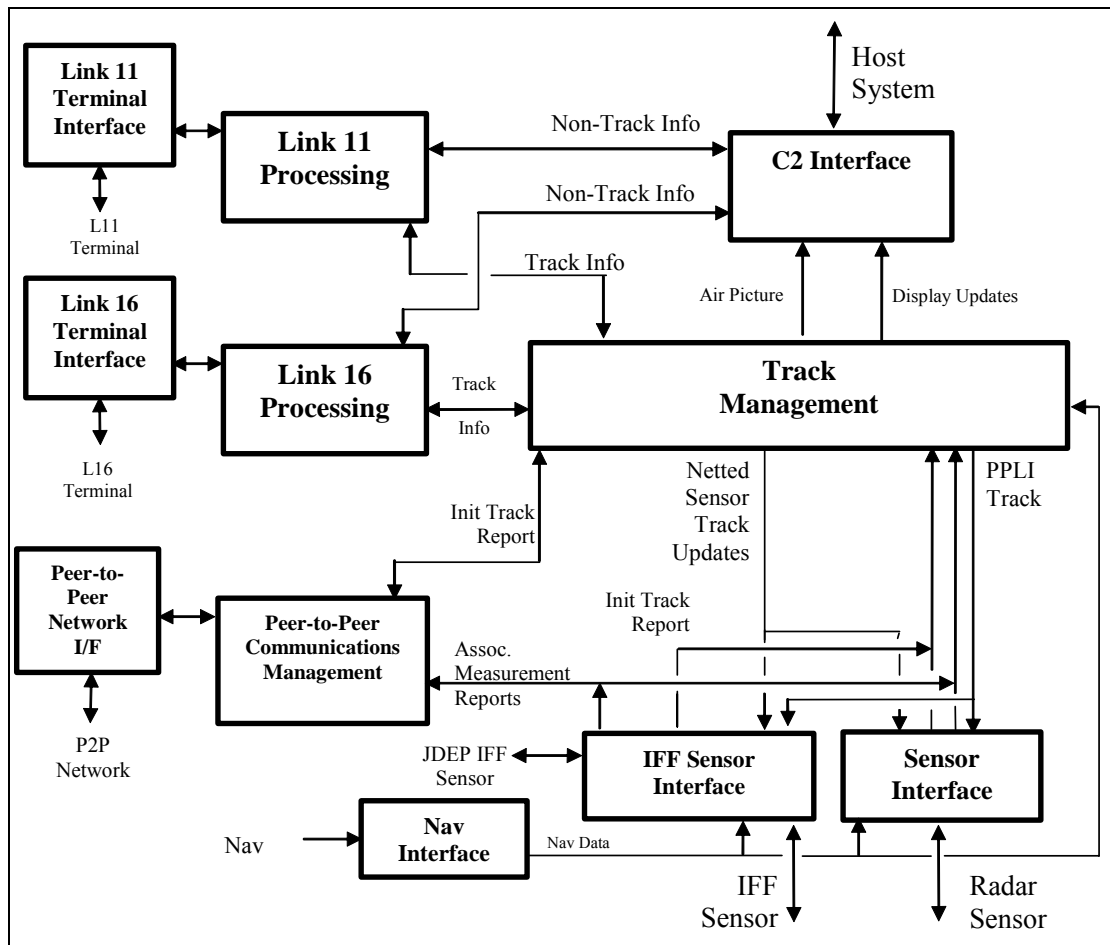 Link 11
Terminal
Interface
L11
Terminal
Link 11
Processing
Non-Track Info
Non-Track Info
Track Info
Host
System
C2 Interface
Air Picture
Display Updates
Link 16
Terminal
Interface
L16
Terminal
Link 16
Processing
Track
Info
Track
Management
Init Track
Report
Netted
Sensor
Track
Updates
PPLI
Track
Peer-to-
Peer
Network
I/F
P2P
Network
Peer-to-Peer
Communications
Management
Init Track
Report
Assoc.
Measurement
Reports
JDEP IFF
Sensor
IFF Sensor
Interface
Sensor
Interface
Nav
Nav
Interface
Nav Data
IFF
Sensor
Radar
Sensor